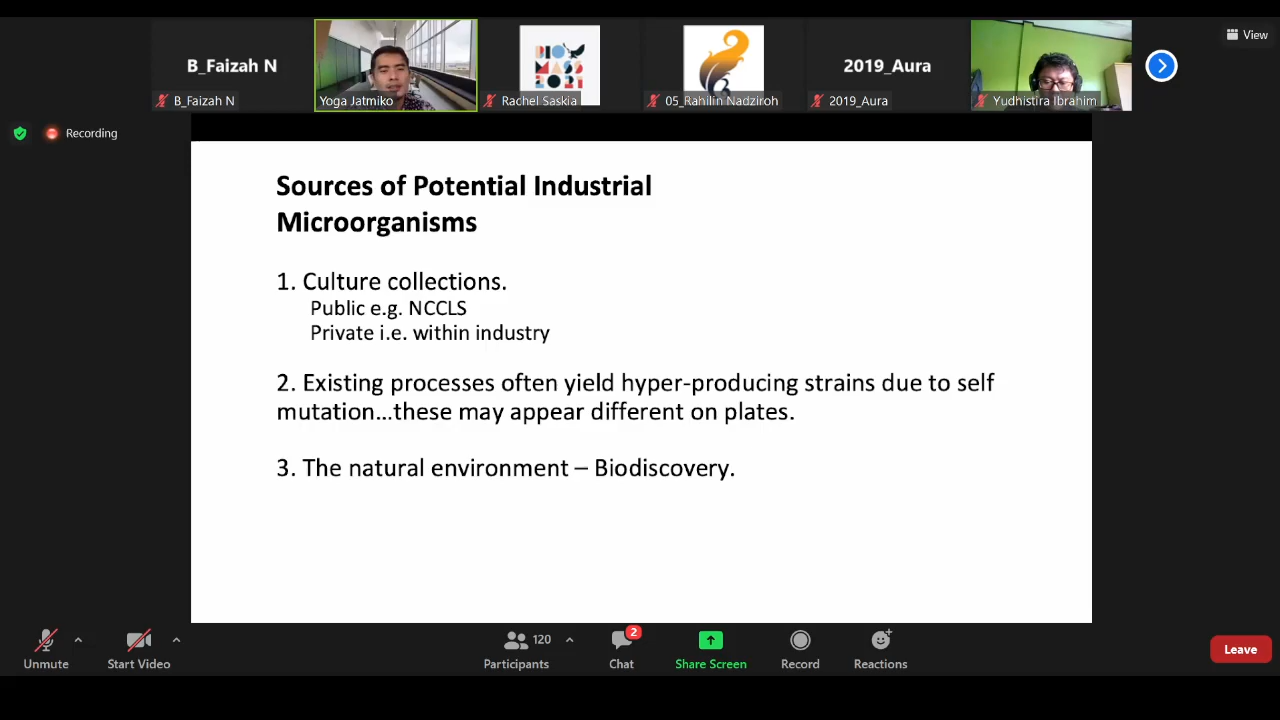 B_Faizah N
2019_Aura
View
B_Faizah N
Yoga Jatmiko
BIO
MASS
2021
Rachel Saskia
05_Rahilin Nadziroh
2019_Aura
Yudhistira Ibrahim
Recording
Sources of Potential Industrial
Microorganisms
1. Culture collections.
Public e.g. NCCLS
Private i.e. within industry
2. Existing processes often yield hyper-producing strains due to self
mutation…these may appear different on plates.
3. The natural environment – Biodiscovery.
Unmute
Start Video
120
Participants
2
Chat
Share Screen
Record
Reactions
Leave